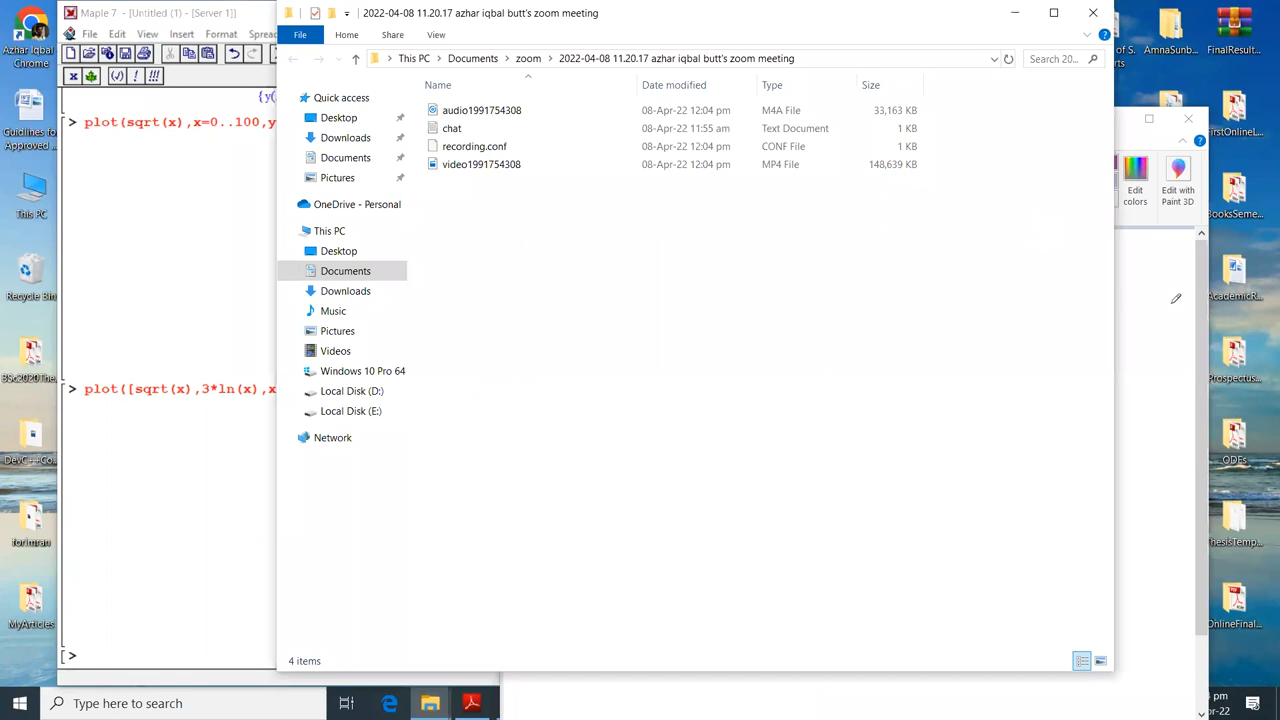 Maple 7 - [Untitled (1) - [Server 1]]
File Edit View Insert Format Spread
> plot(sqrt(x),x=0..100,y
> plot([sqrt(x),3*ln(x),x
>
2022-04-08 11.20.17 azhar iqbal butt's zoom meeting
File Home Share View
This PC > Documents > zoom > 2022-04-08 11.20.17 azhar iqbal butt's zoom meeting
Search 20...
Name Date modified Type Size
audio1991754308 08-Apr-22 12:04 pm M4A File 33,163 KB
chat 08-Apr-22 11:55 am Text Document 1 KB
recording.conf 08-Apr-22 12:04 pm CONF File 1 KB
video1991754308 08-Apr-22 12:04 pm MP4 File 148,639 KB
Quick access
Desktop
Downloads
Documents
Pictures
OneDrive - Personal
This PC
Desktop
Documents
Downloads
Music
Pictures
Videos
Windows 10 Pro 64
Local Disk (D:)
Local Disk (E:)
Network
4 items
Azhar Iqbal
Chrome
Guidlines for
Approved ...
This PC
Recycle Bin
BSc2020The...
DevC-++Co...
forImran
MyArticles
Edit
colors
Edit with
Paint 3D
AmnaSunb...
FinalResult...
FirstOnlineL...
BooksSeme...
AcademicR...
Prospectus...
ODEs
ThesisTemp...
OnlineFinal...
Type here to search
pm
pr-22